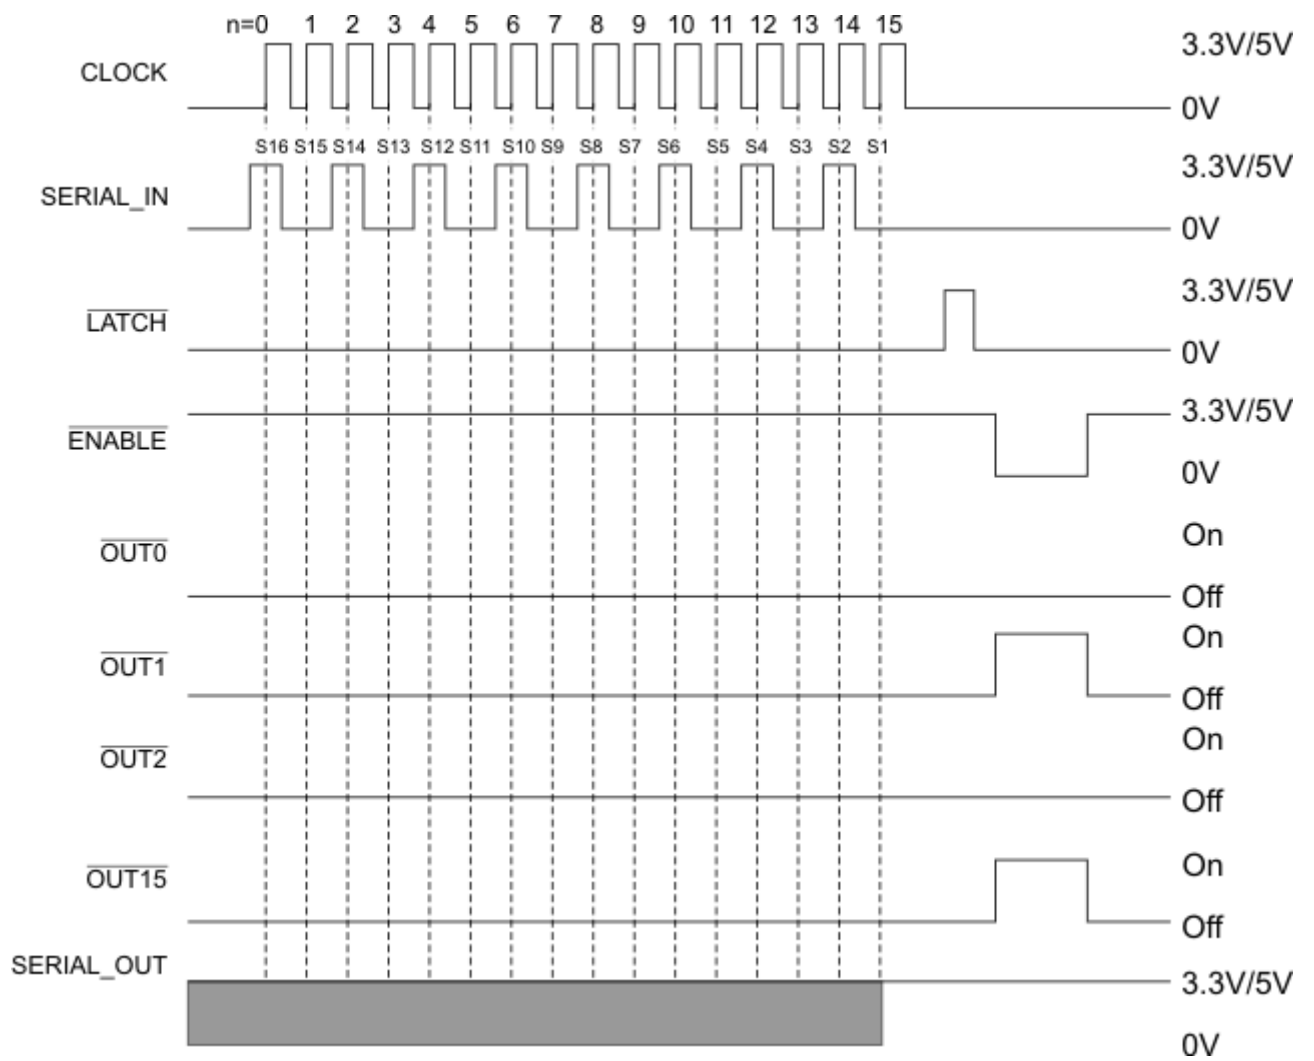 n=0 1 2 3 4 5 6 7 8 9 10 11 12 13 14 15
3.3V/5V
CLOCK
0V
S16 S15 S14 S13 S12 S11 S10 S9 S8 S7 S6 S5 S4 S3 S2 S1
3.3V/5V
SERIAL_IN
0V
3.3V/5V
LATCH
0V
3.3V/5V
ENABLE
0V
On
OUT0
Off
On
OUT1
Off
On
OUT2
Off
On
OUT15
Off
SERIAL_OUT
3.3V/5V
0V